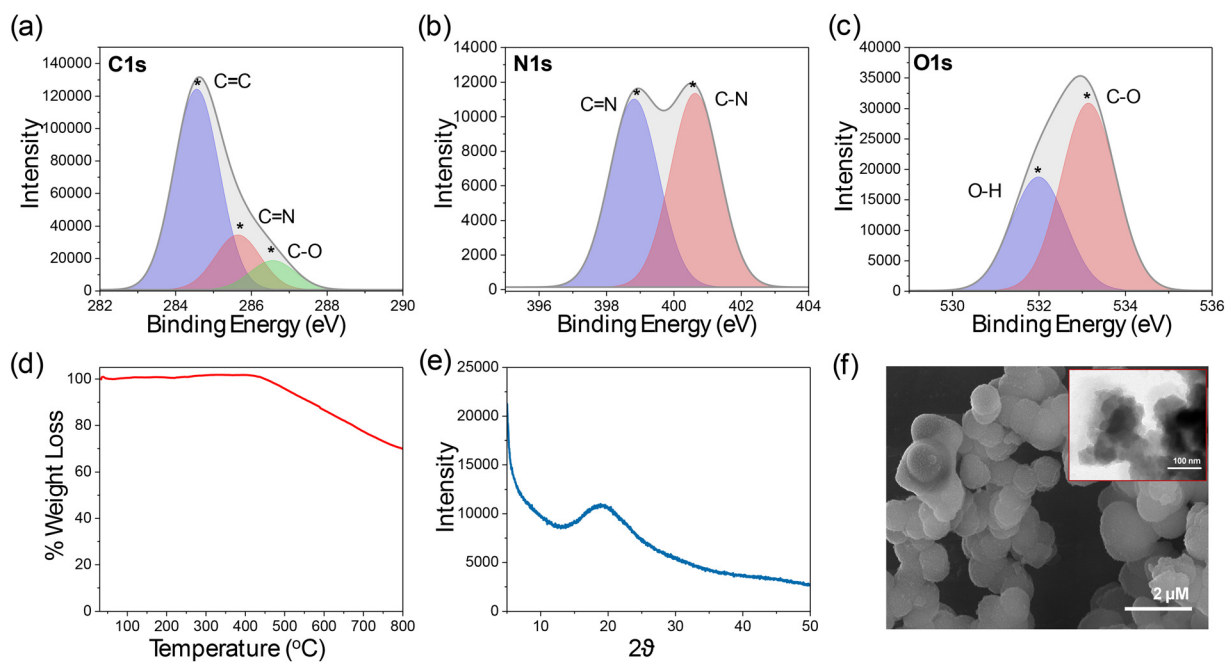 (a)
C1s
* C=C
* C=N
* C-O
Intensity
140000
120000
100000
80000
60000
40000
20000
0
282 284 286 288 290
Binding Energy (eV)
(b)
N1s
C=N *
* C-N
Intensity
14000
12000
10000
8000
6000
4000
2000
0
396 398 400 402 404
Binding Energy (eV)
(c)
O1s
* C-O
O-H *
Intensity
40000
35000
30000
25000
20000
15000
10000
5000
0
530 532 534 536
Binding Energy (eV)
(d)
% Weight Loss
100
80
60
40
20
0
100 200 300 400 500 600 700 800
Temperature (°C)
(e)
Intensity
25000
20000
15000
10000
5000
0
10 20 30 40 50
2ϑ
(f)
100 nm
2 µM